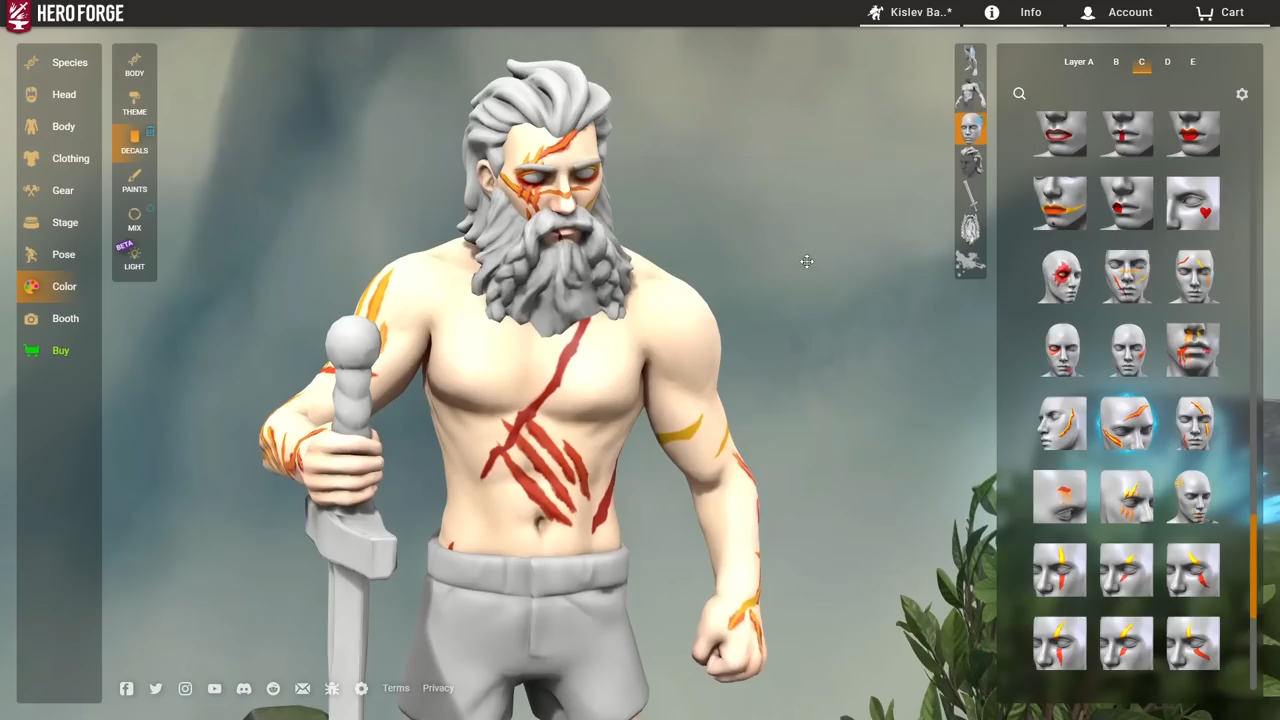 HERO FORGE
Kislev Ba..*
Info
Account
Cart
Species
Head
Body
Clothing
Gear
Stage
Pose
Color
Booth
Buy
BODY
THEME
DECALS
PAINTS
MIX
BETA
LIGHT
Layer A B C D E
Terms Privacy